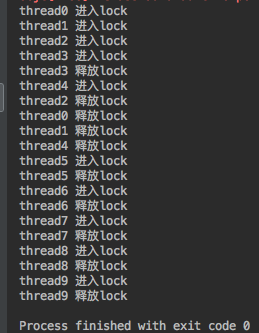 thread0 进入lock
thread1 进入lock
thread2 进入lock
thread3 进入lock
thread3 释放lock
thread4 进入lock
thread2 释放lock
thread0 释放lock
thread1 释放lock
thread4 释放lock
thread5 进入lock
thread5 释放lock
thread6 进入lock
thread6 释放lock
thread7 进入lock
thread7 释放lock
thread8 进入lock
thread8 释放lock
thread9 进入lock
thread9 释放lock
Process finished with exit code 0